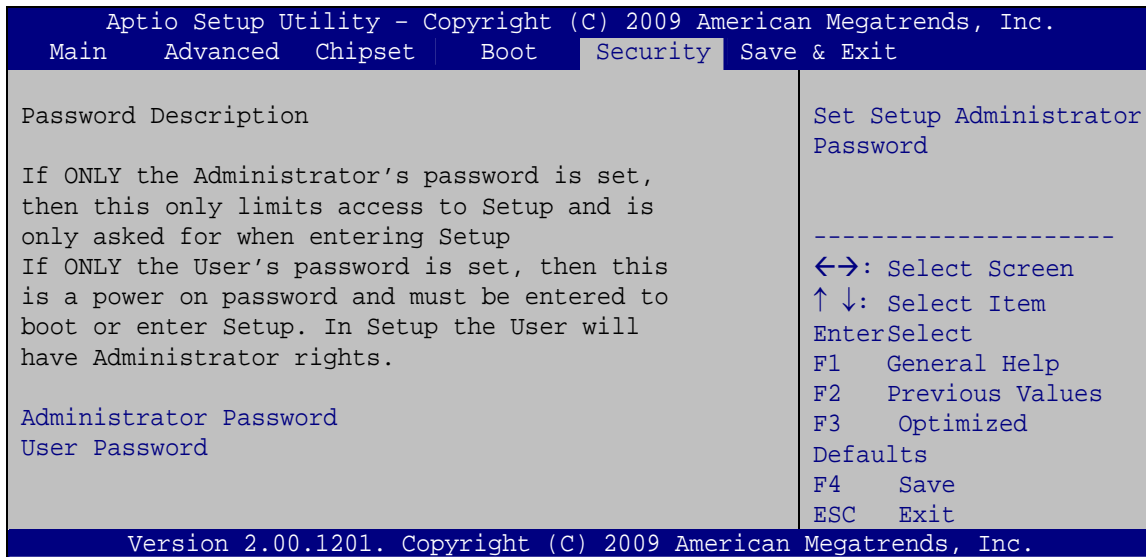 Aptio Setup Utility – Copyright (C) 2009 American Megatrends, Inc.
Main Advanced Chipset Boot Security Save & Exit
Password Description
If ONLY the Administrator’s password is set,
then this only limits access to Setup and is
only asked for when entering Setup
If ONLY the User’s password is set, then this
is a power on password and must be entered to
boot or enter Setup. In Setup the User will
have Administrator rights.
Administrator Password
User Password
Set Setup Administrator
Password
---------------------
←→: Select Screen
↑ ↓: Select Item
EnterSelect
F1 General Help
F2 Previous Values
F3 Optimized
Defaults
F4 Save
ESC Exit
Version 2.00.1201. Copyright (C) 2009 American Megatrends, Inc.